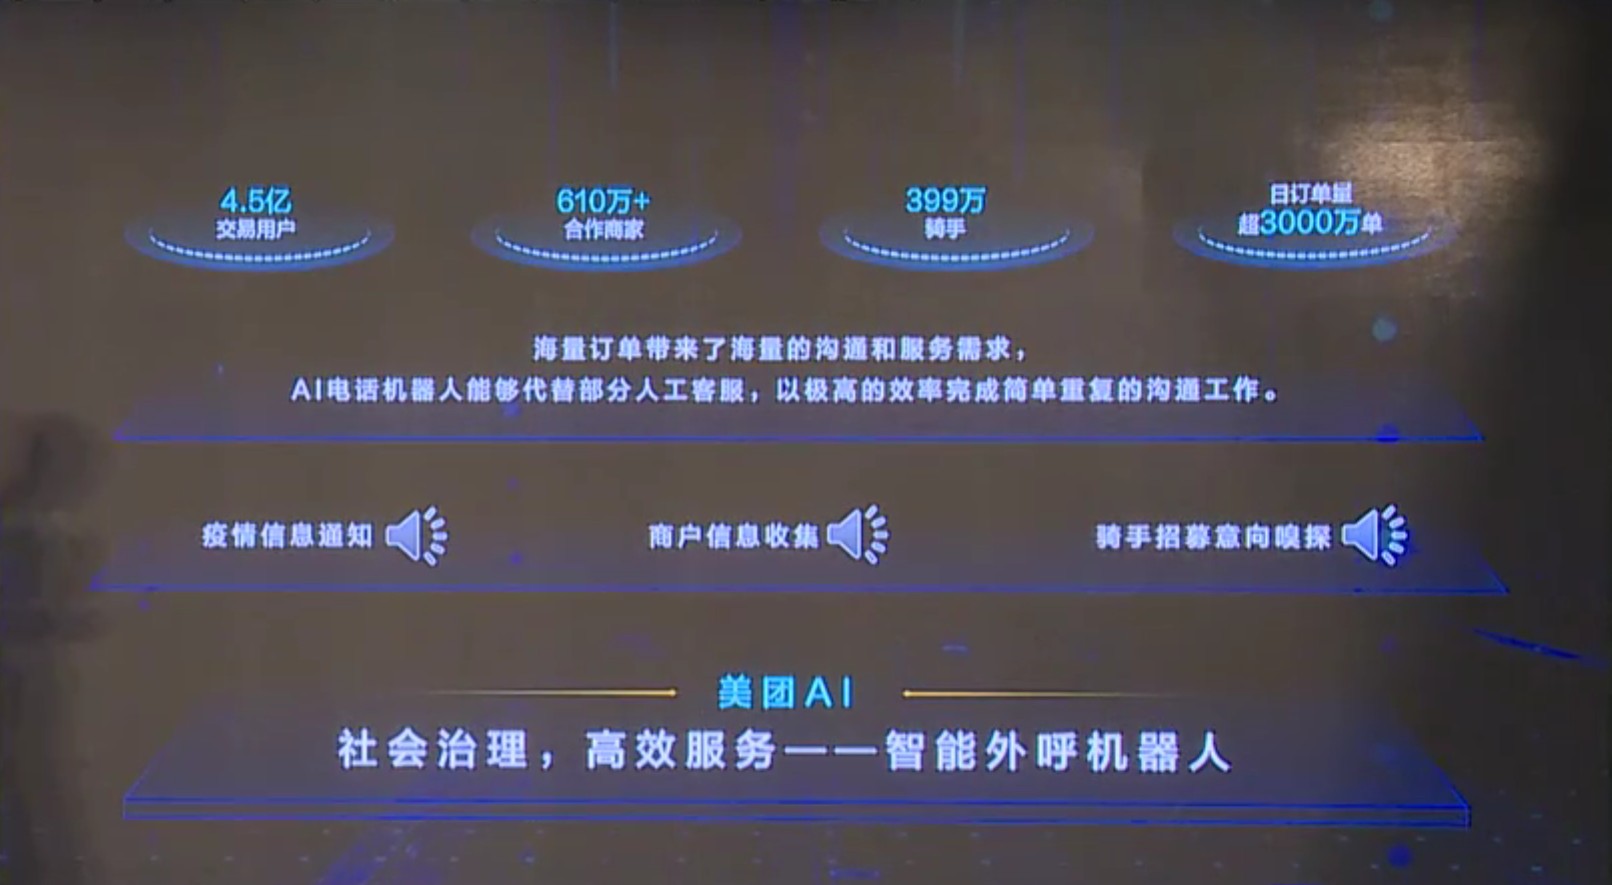 4.5亿
交易用户
610万+
合作商家
399万
骑手
日订单量
超3000万单
海量订单带来了海量的沟通和服务需求，
AI电话机器人能够代替部分人工客服，以极高的效率完成简单重复的沟通工作。
疫情信息通知
商户信息收集
骑手招募意向嗅探
美团AI
社会治理，高效服务——智能外呼机器人